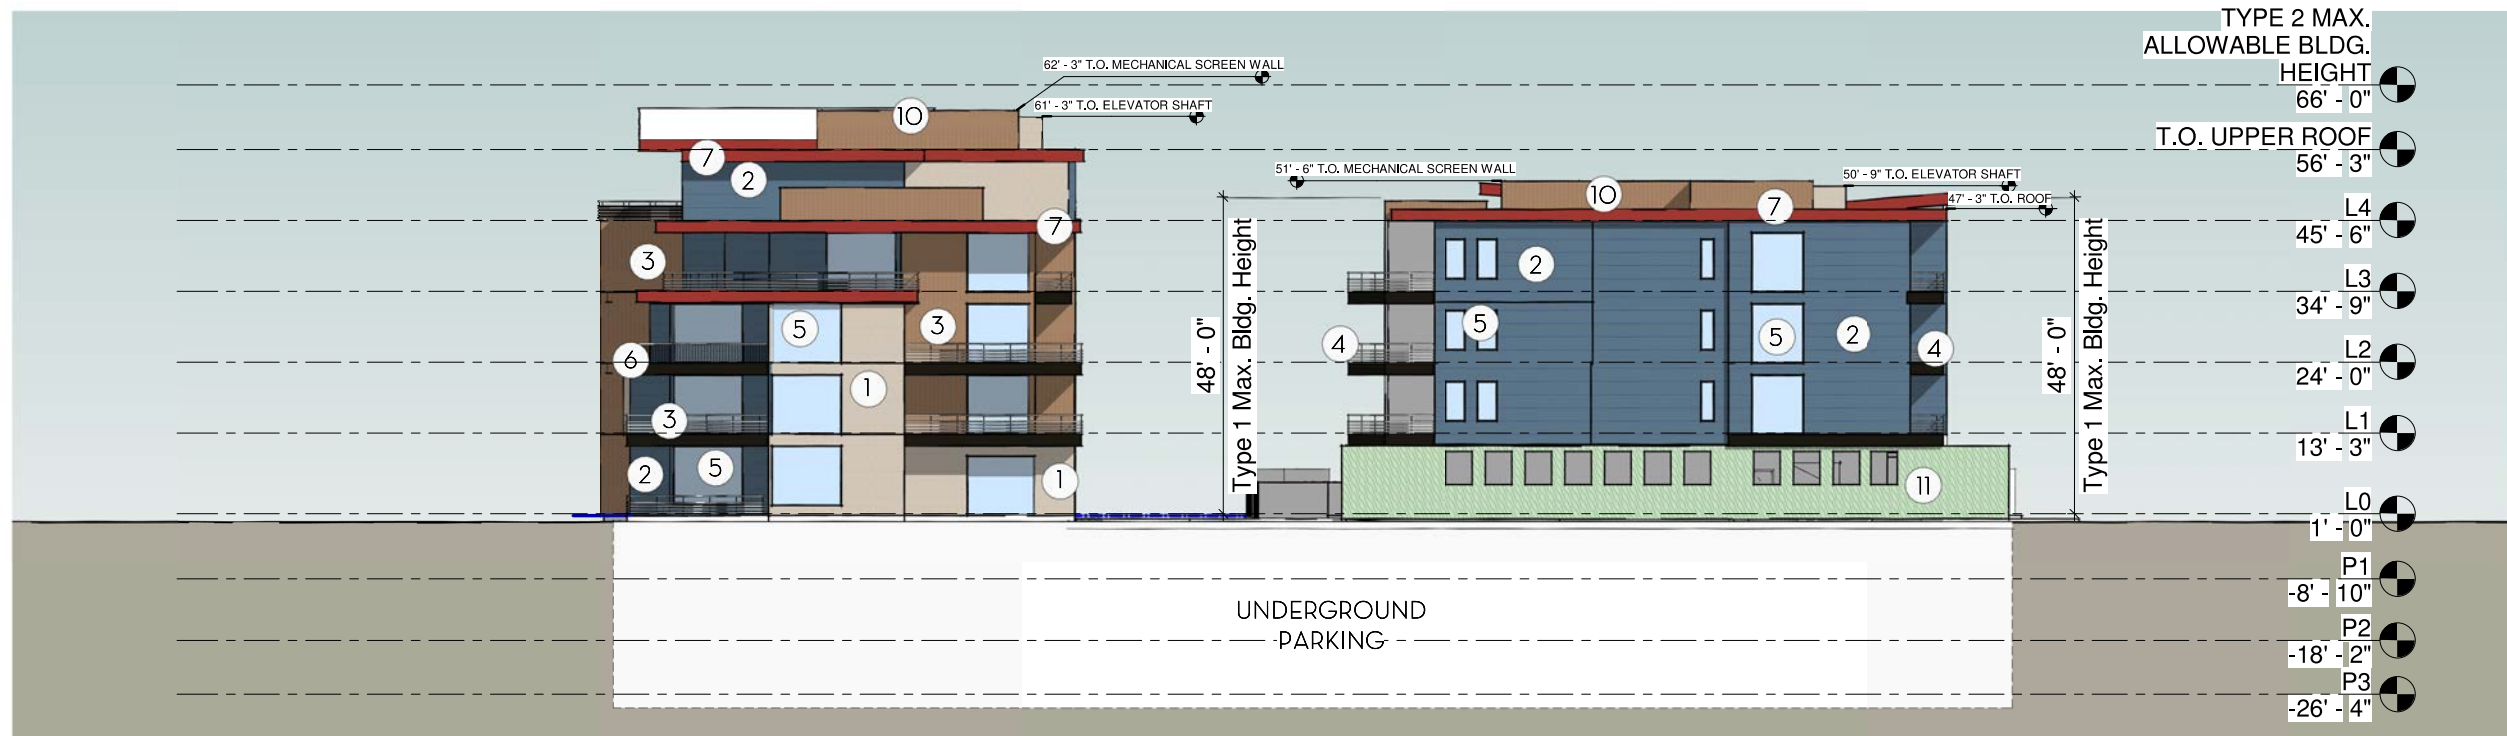 TYPE 2 MAX.
ALLOWABLE BLDG.
HEIGHT
66' - 0"
T.O. UPPER ROOF
56' - 3"
L4
45' - 6"
L3
34' - 9"
L2
24' - 0"
L1
13' - 3"
L0
1' - 0"
P1
-8' - 10"
P2
-18' - 2"
P3
-26' - 4"
62' - 3" T.O. MECHANICAL SCREEN WALL
61' - 3" T.O. ELEVATOR SHAFT
10
7
2
7
3
5
3
6
1
3
2
5
1
51' - 6" T.O. MECHANICAL SCREEN WALL
50' - 9" T.O. ELEVATOR SHAFT
47' - 3" T.O. ROOF
48' - 0"
Type 1 Max. Bldg. Height
10
7
2
5
5
2
4
4
11
48' - 0"
Type 1 Max. Bldg. Height
UNDERGROUND
PARKING